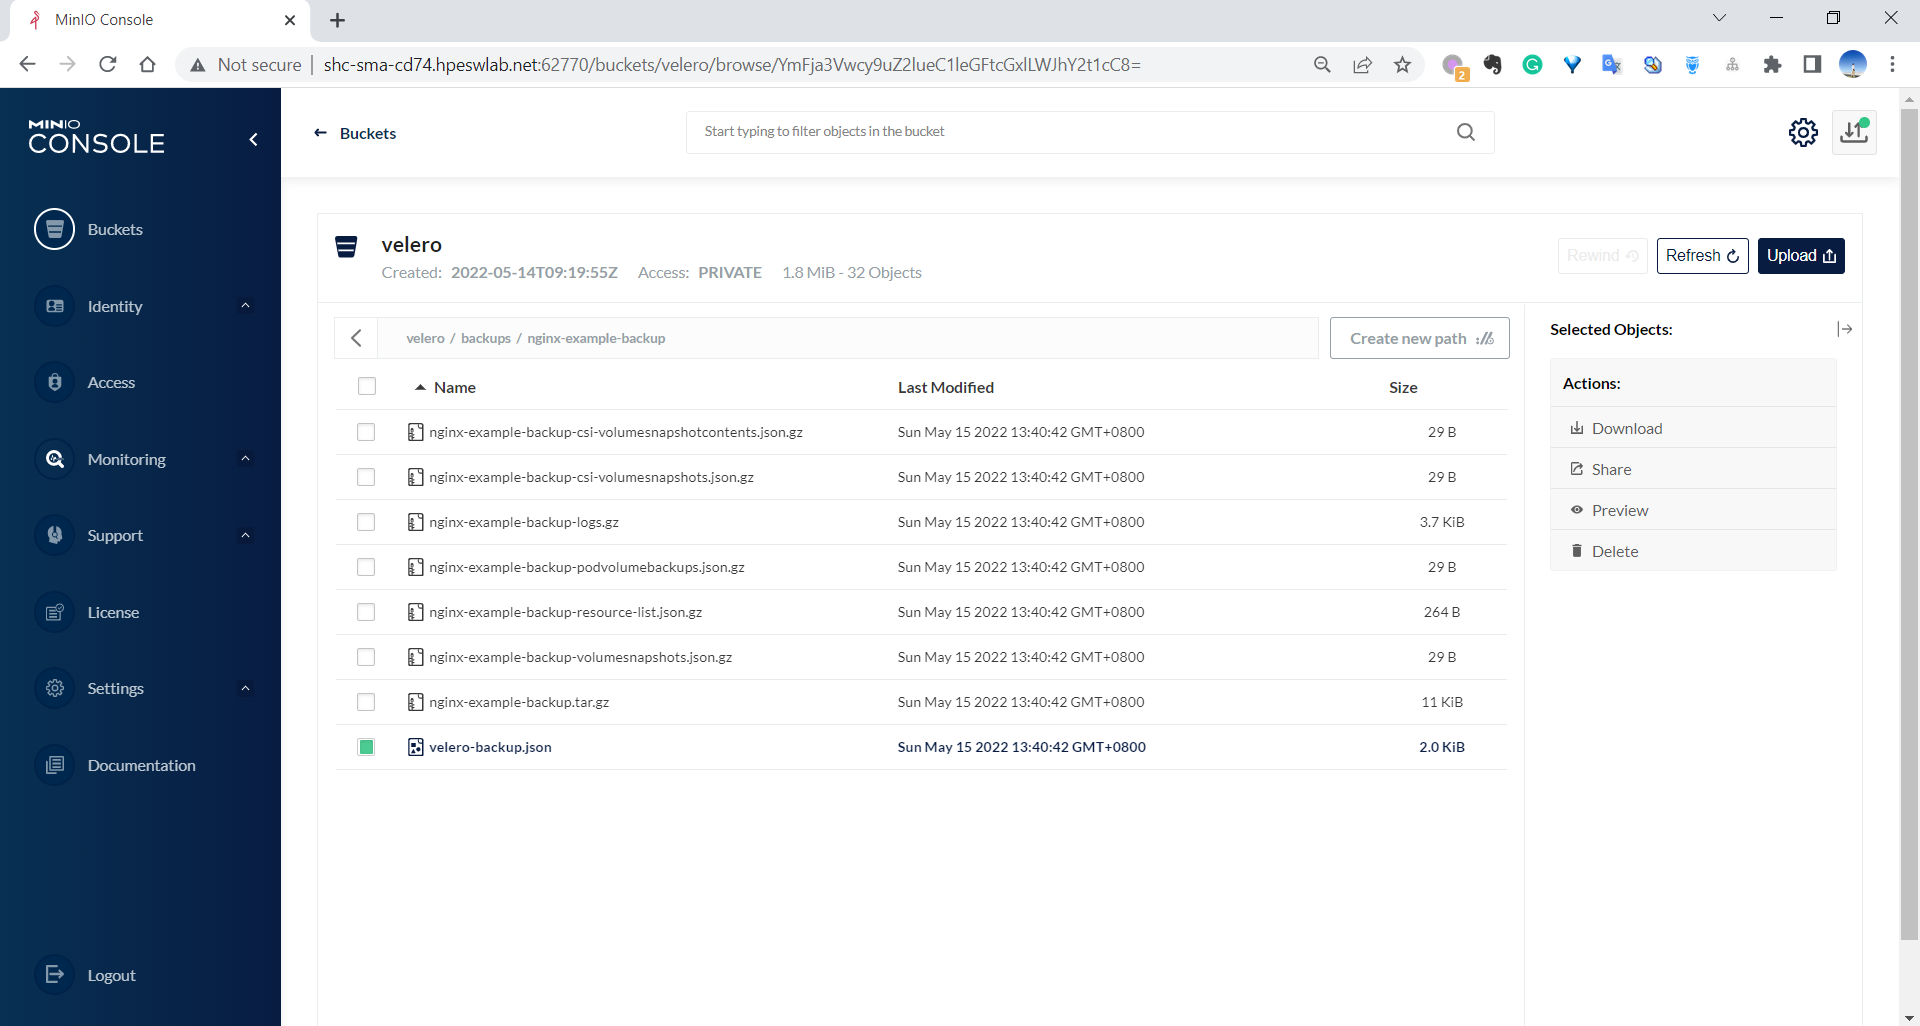 MinIO Console
Not secure shc-sma-cd74.hpeswlab.net:62770/buckets/velero/browse/YmFja3Vwcy9uZ2lueC1leGFtcGxlLWJhY2t1cC8=
2
MINIO
CONSOLE
Buckets
Start typing to filter objects in the bucket
Buckets
Identity
Access
Monitoring
Support
License
Settings
Documentation
Logout
velero
Created: 2022-05-14T09:19:55Z Access: PRIVATE 1.8 MiB - 32 Objects
Rewind
Refresh
Upload
velero / backups / nginx-example-backup
Create new path
Name Last Modified Size
nginx-example-backup-csi-volumesnapshotcontents.json.gz Sun May 15 2022 13:40:42 GMT+0800 29 B
nginx-example-backup-csi-volumesnapshots.json.gz Sun May 15 2022 13:40:42 GMT+0800 29 B
nginx-example-backup-logs.gz Sun May 15 2022 13:40:42 GMT+0800 3.7 KiB
nginx-example-backup-podvolumebackups.json.gz Sun May 15 2022 13:40:42 GMT+0800 29 B
nginx-example-backup-resource-list.json.gz Sun May 15 2022 13:40:42 GMT+0800 264 B
nginx-example-backup-volumesnapshots.json.gz Sun May 15 2022 13:40:42 GMT+0800 29 B
nginx-example-backup.tar.gz Sun May 15 2022 13:40:42 GMT+0800 11 KiB
velero-backup.json Sun May 15 2022 13:40:42 GMT+0800 2.0 KiB
Selected Objects:
Actions:
Download
Share
Preview
Delete